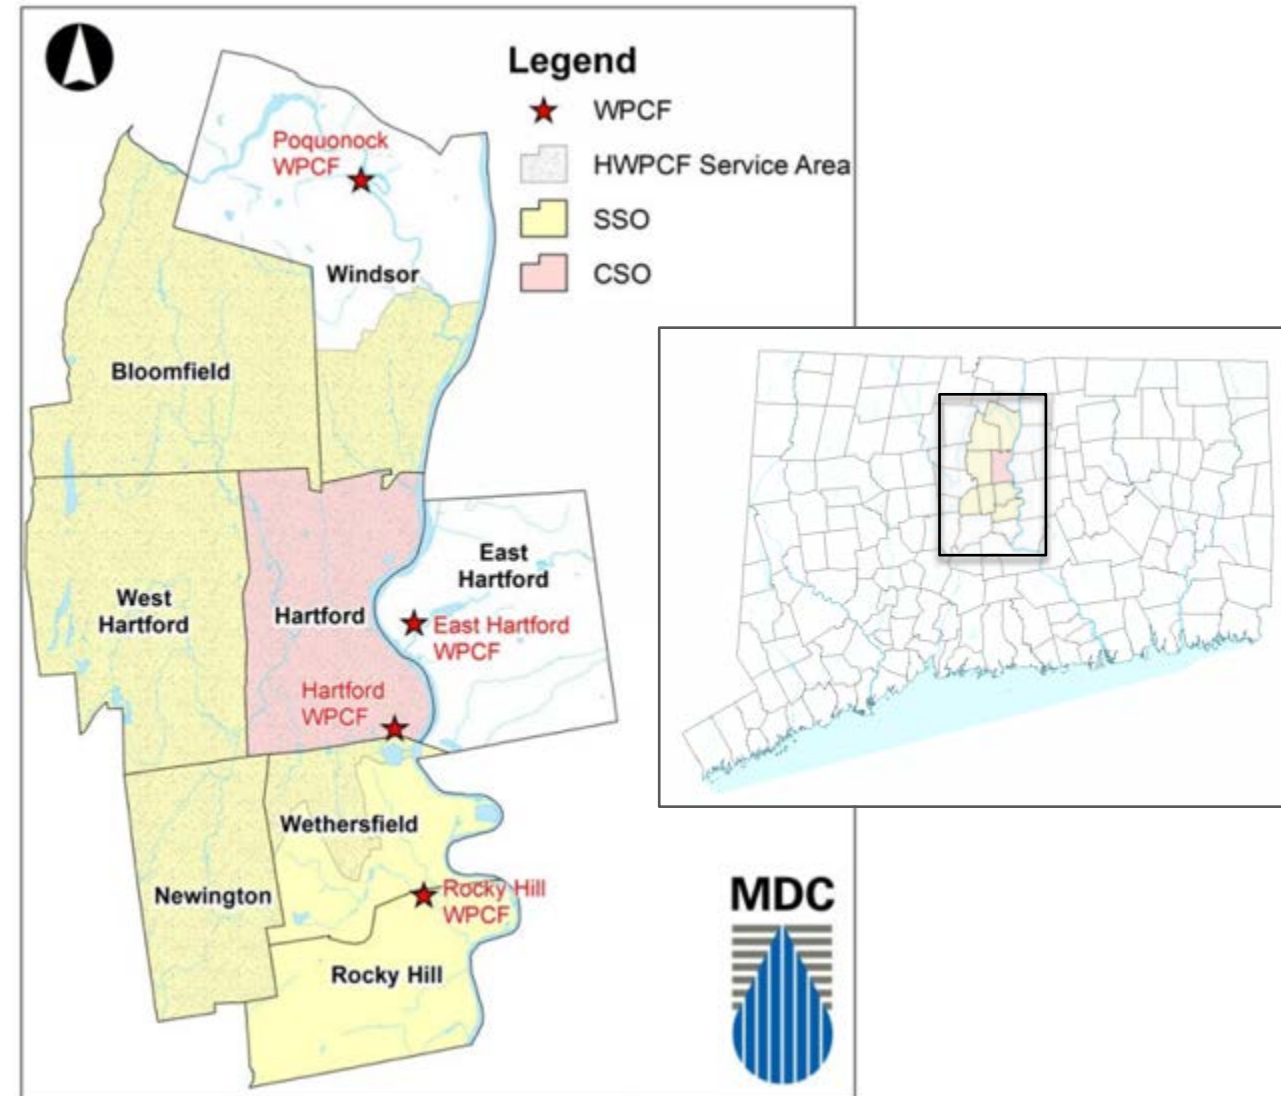 Legend
WPCF
HWPCF Service Area
SSO
CSO
Poquonock
WPCF
Windsor
Bloomfield
East
Hartford
West
Hartford
Hartford
East Hartford
WPCF
Hartford
WPCF
Wethersfield
Newington
Rocky Hill
WPCF
Rocky Hill
MDC